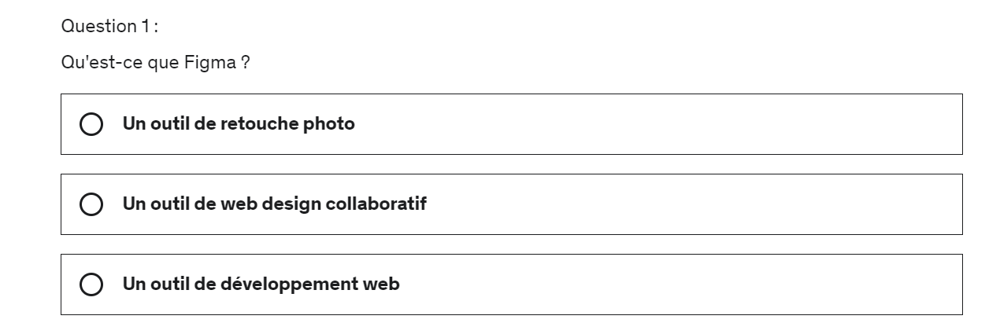 Question 1 :
Qu'est-ce que Figma ?
Un outil de retouche photo
Un outil de web design collaboratif
Un outil de développement web